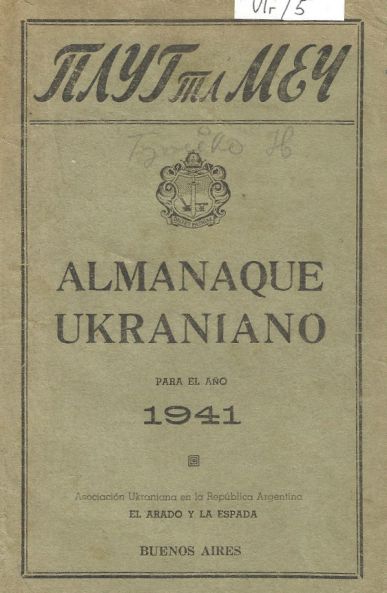 VIг/5
ПЛУГ та МЕЧ
ALMANAQUE
UKRANIANO
PARA EL AÑO
1941
Asociación Ukraniana en la República Argentina
EL ARADO Y LA ESPADA
BUENOS AIRES